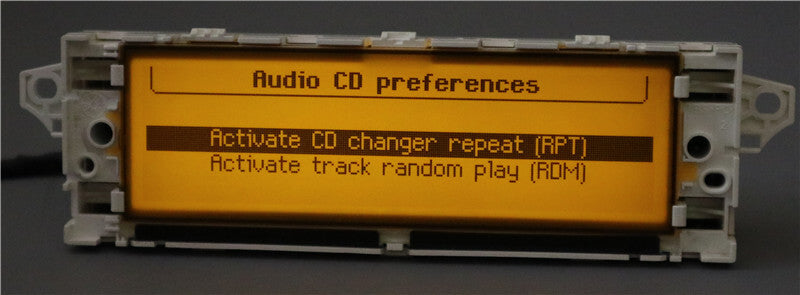 Audio CD preferences
Activate CD changer repeat (RPT)
Activate track random play (RDM)